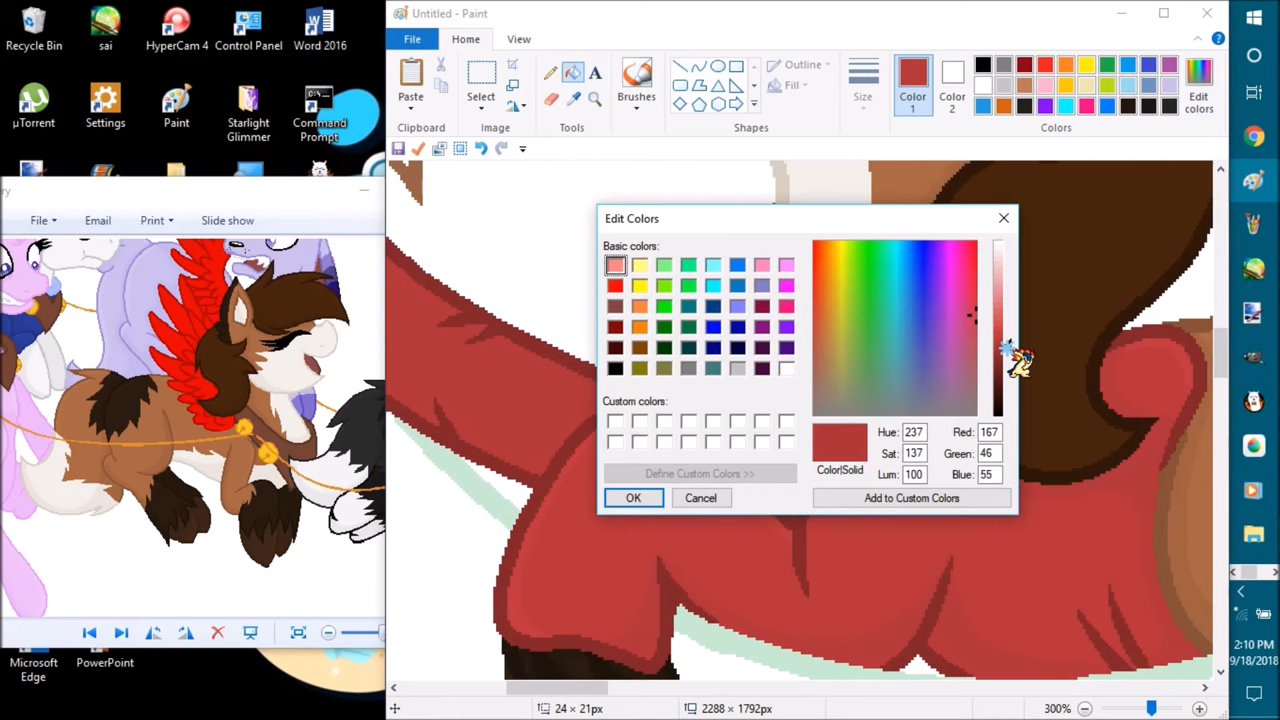 Recycle Bin
sai
HyperCam 4
Control Panel
Word 2016
µTorrent
Settings
Paint
Starlight
Glimmer
Command
Prompt
ry
File
Email
Print
Slide show
Microsoft
Edge
PowerPoint
Untitled - Paint
File
Home
View
Paste
Select
Brushes
Outline
Fill
Size
Color
1
Color
2
Edit
colors
Clipboard
Image
Tools
Shapes
Colors
Edit Colors
Basic colors:
Custom colors:
Define Custom Colors >>
OK
Cancel
Color|Solid
Hue: 237
Red: 167
Sat: 137
Green: 46
Lum: 100
Blue: 55
Add to Custom Colors
24 × 21px
2288 × 1792px
300%
2:10 PM
9/18/2018